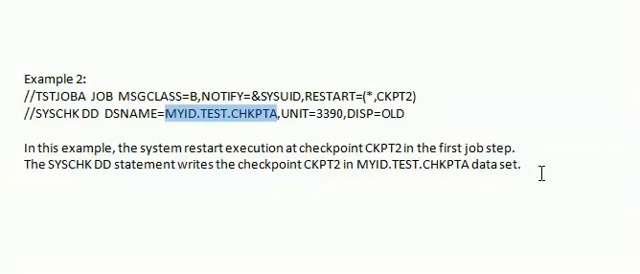 Example 2:
//TSTJOBA JOB MSGCLASS=B,NOTIFY=&SYSUID,RESTART=(*,CKPT2)
//SYSCHK DD DSNAME=MYID.TEST.CHKPTA,UNIT=3390,DISP=OLD
In this example, the system restart execution at checkpoint CKPT2 in the first job step.
The SYSCHK DD statement writes the checkpoint CKPT2 in MYID.TEST.CHKPTA data set.